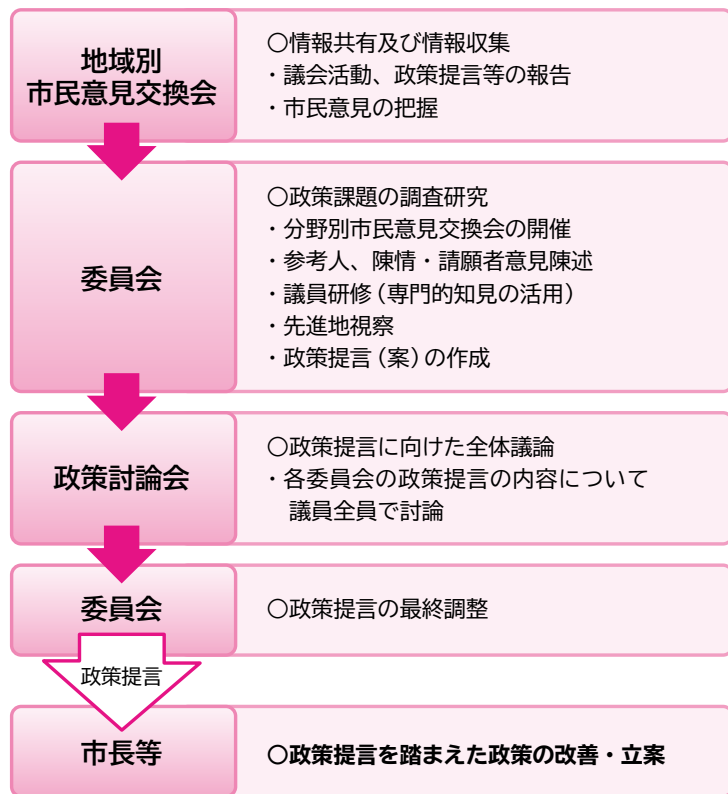 地域別
市民意見交換会
〇情報共有及び情報収集
・議会活動、政策提言等の報告
・市民意見の把握
委員会
〇政策課題の調査研究
・分野別市民意見交換会の開催
・参考人、陳情・請願者意見陳述
・議員研修（専門的知見の活用）
・先進地視察
・政策提言（案）の作成
政策討論会
〇政策提言に向けた全体議論
・各委員会の政策提言の内容について
議員全員で討論
委員会
〇政策提言の最終調整
政策提言
市長等
〇政策提言を踏まえた政策の改善・立案